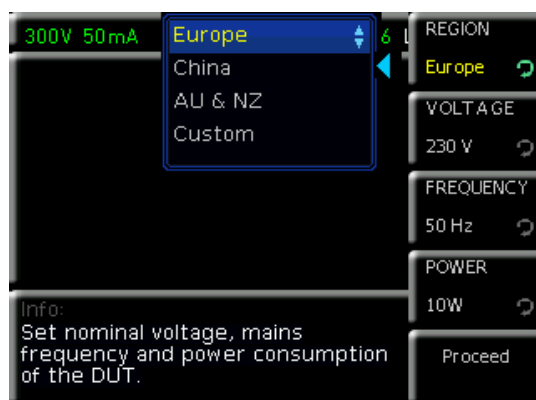 300V 50mA
6 L
Europe
China
AU & NZ
Custom
REGION
Europe
VOLTAGE
230 V
FREQUENCY
50 Hz
POWER
10W
Proceed
Info:
Set nominal voltage, mains
frequency and power consumption
of the DUT.